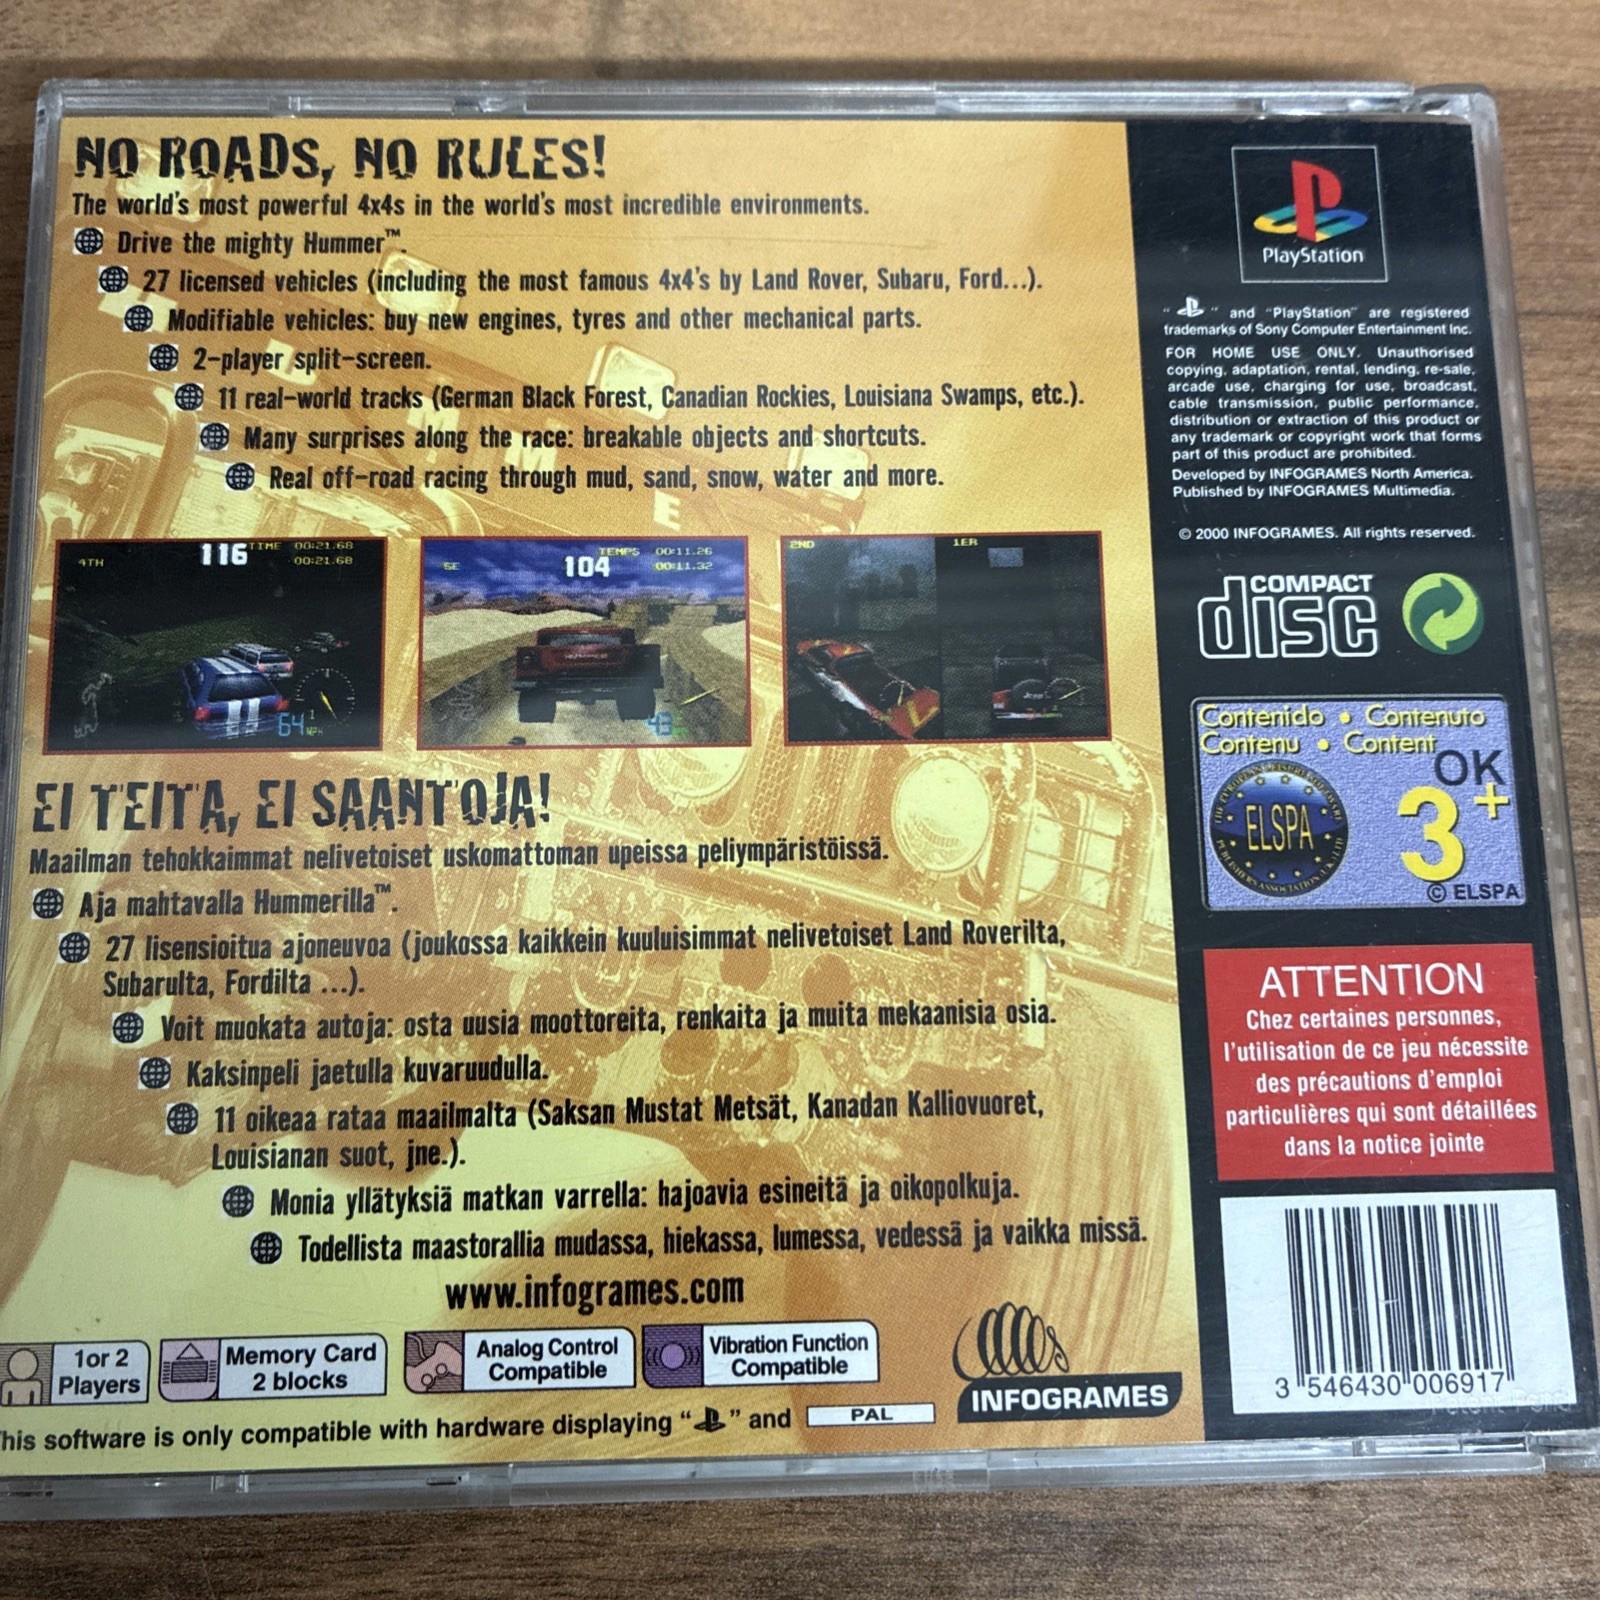 NO ROADS, NO RULES!
The world's most powerful 4x4s in the world's most incredible environments.
Drive the mighty Hummer™.
27 licensed vehicles (including the most famous 4x4's by Land Rover, Subaru, Ford...).
Modifiable vehicles: buy new engines, tyres and other mechanical parts.
2-player split-screen.
11 real-world tracks (German Black Forest, Canadian Rockies, Louisiana Swamps, etc.).
Many surprises along the race: breakable objects and shortcuts.
Real off-road racing through mud, sand, snow, water and more.
4TH 116 TIME 00:21.68
00:21.68
64 MPH
5E 104 TEMPS 00:11.26
00:11.32
43
2ND 1ER
EI TEITA, EI SAANTOJA!
Maailman tehokkaimmat nelivetoiset uskomattoman upeissa peliympäristöissä.
Aja mahtavalla Hummerilla™.
27 lisensioitua ajoneuvoa (joukossa kaikkein kuuluisimmat nelivetoiset Land Roverilta,
Subarulta, Fordilta ...).
Voit muokata autoja: osta uusia moottoreita, renkaita ja muita mekaanisia osia.
Kaksinpeli jaetulla kuvaruudulla.
11 oikeaa rataa maailmalta (Saksan Mustat Metsät, Kanadan Kalliovuoret,
Louisianan suot, jne.).
Monia yllätyksiä matkan varrella: hajoavia esineitä ja oikopolkuja.
Todellista maastorallia mudassa, hiekassa, lumessa, vedessä ja vaikka missä.
www.infogrames.com
1or 2
Players
Memory Card
2 blocks
Analog Control
Compatible
Vibration Function
Compatible
INFOGRAMES
his software is only compatible with hardware displaying " " and PAL
PlayStation
" " and "PlayStation" are registered
trademarks of Sony Computer Entertainment Inc.
FOR HOME USE ONLY. Unauthorised
copying, adaptation, rental, lending, re-sale,
arcade use, charging for use, broadcast,
cable transmission, public performance,
distribution or extraction of this product or
any trademark or copyright work that forms
part of this product are prohibited.
Developed by INFOGRAMES North America.
Published by INFOGRAMES Multimedia.
© 2000 INFOGRAMES. All rights reserved.
COMPACT
disc
Contenido • Contenuto
Contenu • Content
OK
ELSPA
3+
© ELSPA
ATTENTION
Chez certaines personnes,
l'utilisation de ce jeu nécessite
des précautions d'emploi
particulières qui sont détaillées
dans la notice jointe
3 546430 006917